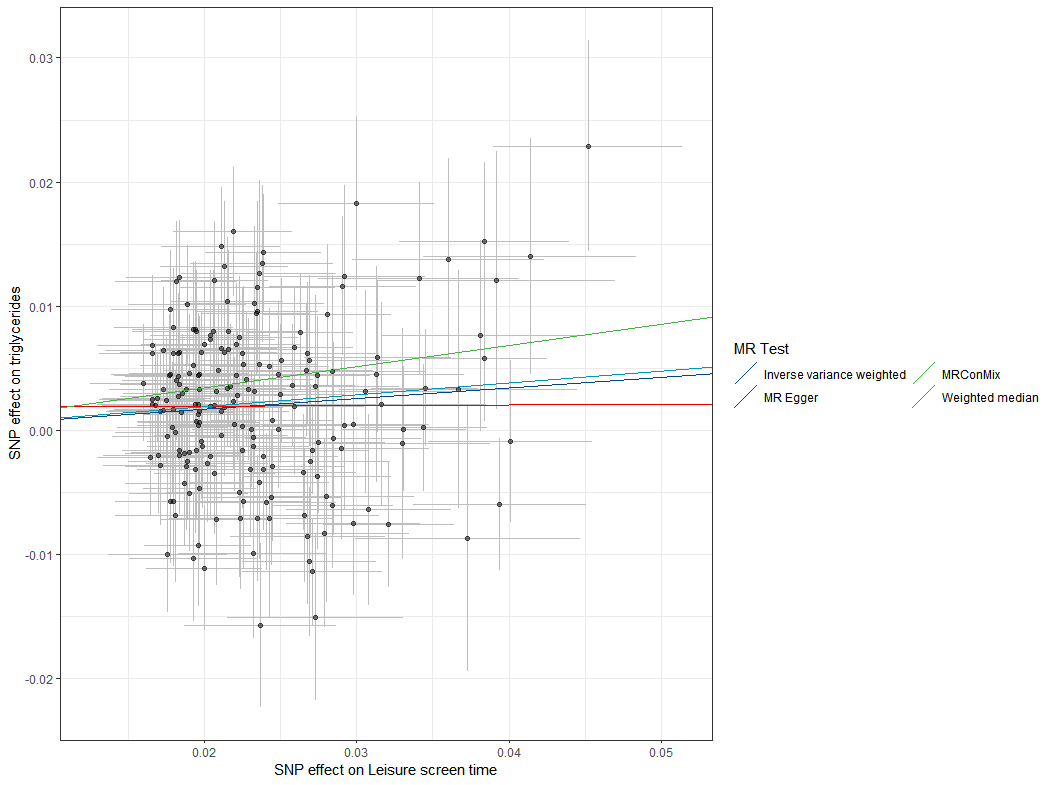 0.03
0.02
0.01
0.00
-0.01
-0.02
SNP effect on triglycerides
0.02 0.03 0.04 0.05
SNP effect on Leisure screen time
MR Test
Inverse variance weighted MRConMix
MR Egger Weighted median